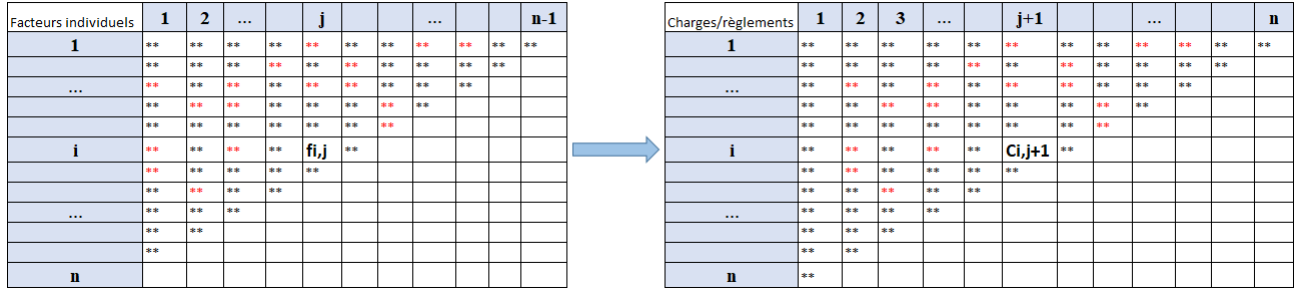 Facteurs individuels 1 2 ... j ... n-1
1 ** ** ** ** ** ** ** ** ** ** **
** ** ** ** ** ** ** ** ** **
... ** ** ** ** ** ** ** ** **
** ** ** ** ** ** ** **
** ** ** ** ** ** **
i ** ** ** ** fi,j **
** ** ** ** **
** ** ** **
... ** ** **
** **
**
n
Charges/règlements 1 2 3 ... j+1 ... n
1 ** ** ** ** ** ** ** ** ** ** ** **
** ** ** ** ** ** ** ** ** ** **
... ** ** ** ** ** ** ** ** ** **
** ** ** ** ** ** ** ** **
** ** ** ** ** ** ** **
i ** ** ** ** ** Ci,j+1 **
** ** ** ** ** **
** ** ** ** **
... ** ** ** **
** ** **
** **
n **